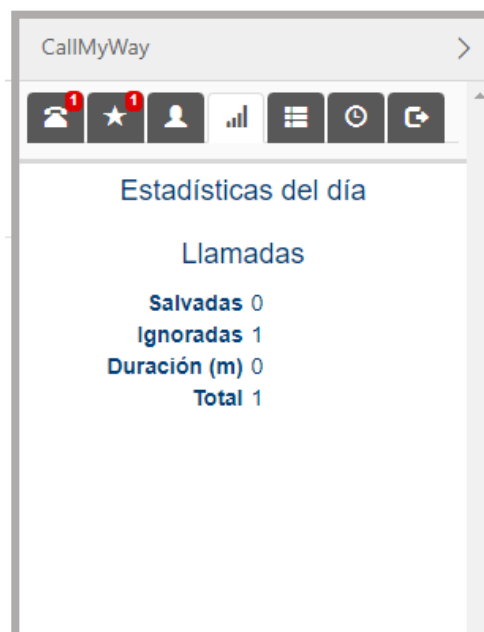 CallMyWay
1 1
Estadísticas del día
Llamadas
Salvadas 0
Ignoradas 1
Duración (m) 0
Total 1